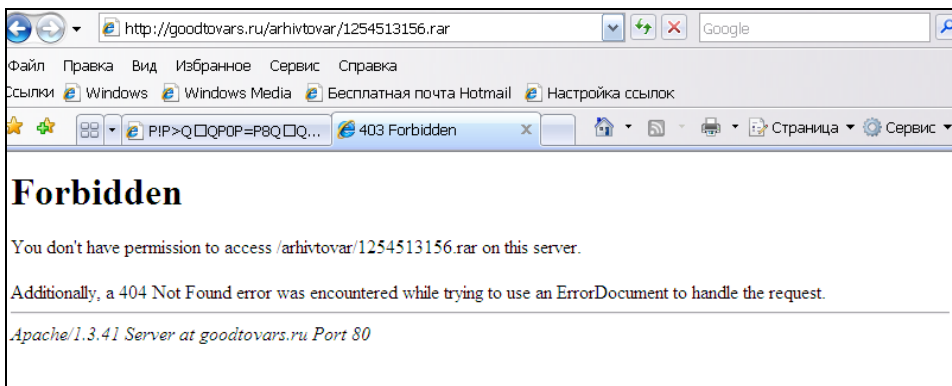 http://goodtovars.ru/arhivtovar/1254513156.rar Google
Файл Правка Вид Избранное Сервис Справка
Ссылки Windows Windows Media Бесплатная почта Hotmail Настройка ссылок
403 Forbidden Страница Сервис
Forbidden
You don't have permission to access /arhivtovar/1254513156.rar on this server.
Additionally, a 404 Not Found error was encountered while trying to use an ErrorDocument to handle the request.
Apache/1.3.41 Server at goodtovars.ru Port 80